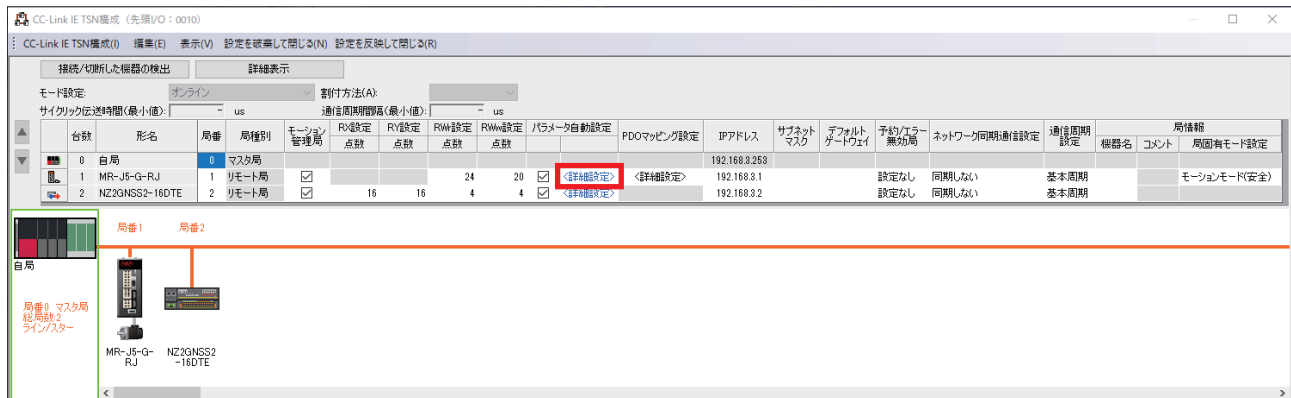 CC-Link IE TSN構成（先頭I/O：0010）
CC-Link IE TSN構成(I) 編集(E) 表示(V) 設定を破棄して閉じる(N) 設定を反映して閉じる(R)
接続/切断した機器の検出 詳細表示
モード設定: オンライン 割付方法(A):
サイクリック伝送時間(最小値): - us 通信周期間隔(最小値): - us
台数 形名 局番 局種別 モーション管理局 RX設定 RY設定 RWr設定 RWw設定 パラメータ自動設定 PDOマッピング設定 IPアドレス サブネットマスク デフォルトゲートウェイ 予約/エラー無効局 ネットワーク同期通信設定 通信周期設定 局情報
点数 点数 点数 点数 機器名 コメント 局固有モード設定
0 自局 0 マスタ局 192.168.3.253
1 MR-J5-G-RJ 1 リモート局 24 20 <詳細設定> <詳細設定> 192.168.3.1 設定なし 同期しない 基本周期 モーションモード(安全)
2 NZ2GNSS2-16DTE 2 リモート局 16 16 4 4 <詳細設定> 192.168.3.2 設定なし 同期しない 基本周期
局番1 局番2
自局
局番0 マスタ局
総局数:2
ライン/スター
MR-J5-G-
RJ
NZ2GNSS2
-16DTE